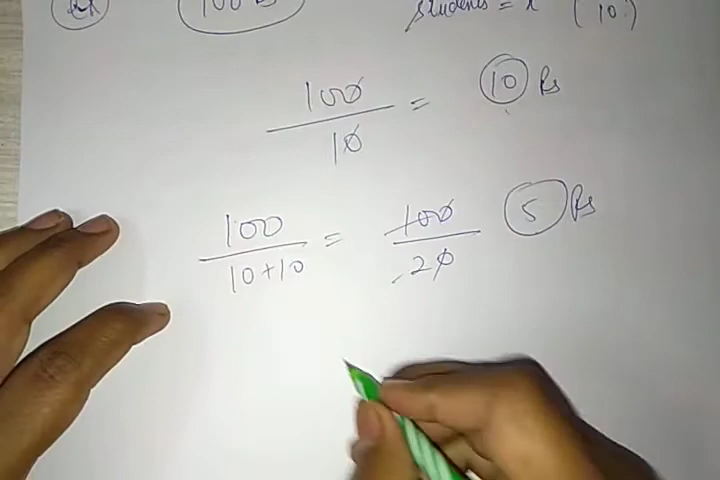 100 Rs students = x (10)
100/10 = 10 Rs
100/10+10 = 100/20 5 Rs